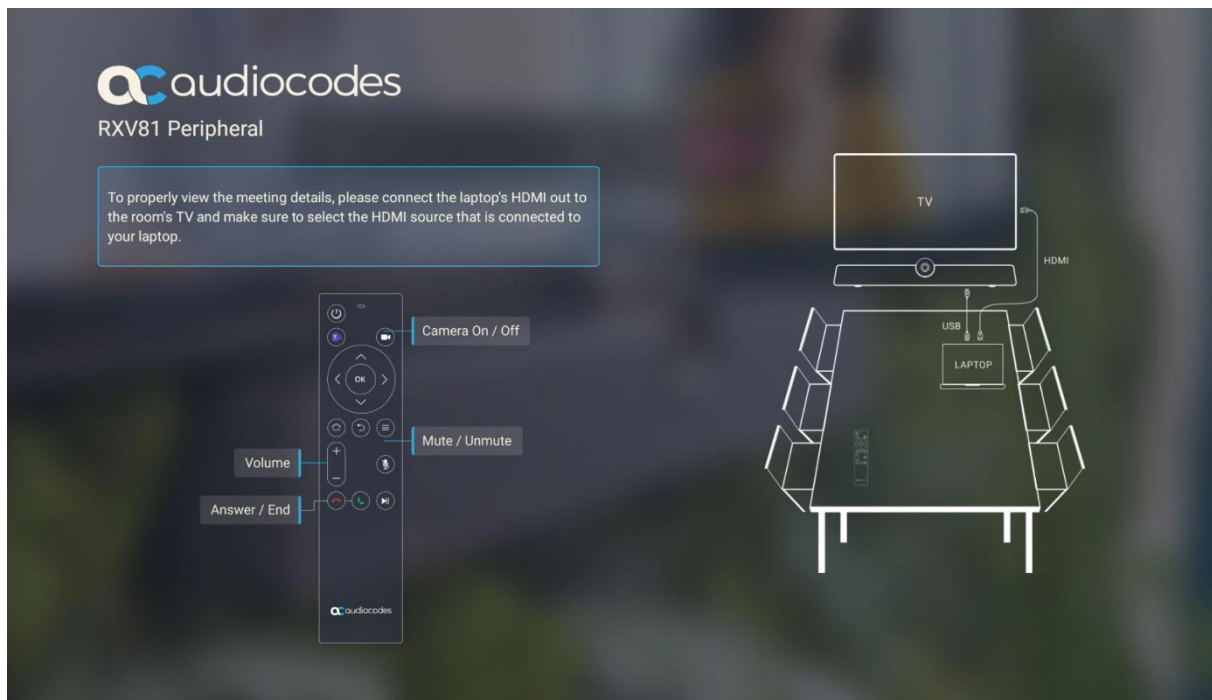 audiocodes
RXV81 Peripheral
To properly view the meeting details, please connect the laptop's HDMI out to
the room's TV and make sure to select the HDMI source that is connected to
your laptop.
Camera On / Off
OK
Mute / Unmute
Volume
Answer / End
audiocodes
TV
HDMI
USB
LAPTOP